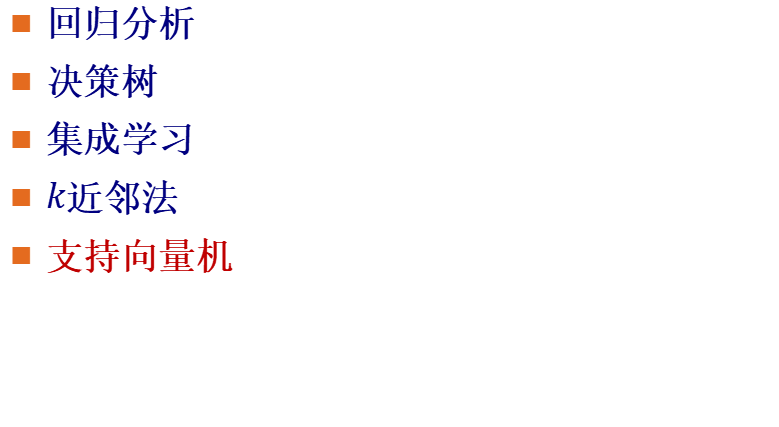 回归分析
决策树
集成学习
k近邻法
支持向量机